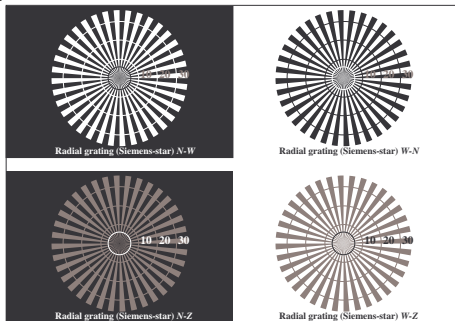 10 20 30
Radial grating (Siemens-star) N-W
10 20 30
Radial grating (Siemens-star) W-N
10 20 30
Radial grating (Siemens-star) N-Z
10 20 30
Radial grating (Siemens-star) W-Z